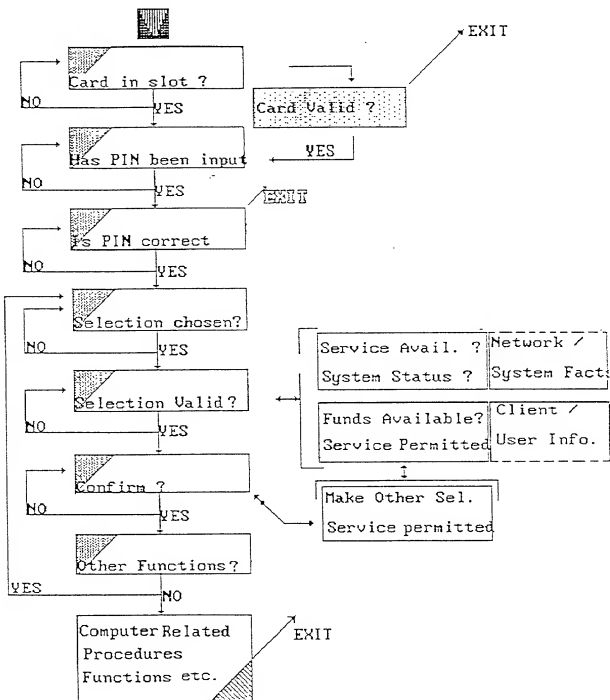 EXIT
Card in slot ?
NO
YES
Card Valid ?
YES
Has PIN been input
NO
YES
EXIT
Is PIN correct
NO
YES
Selection chosen?
NO
YES
Service Avail. ?
System Status ?
Network /
System Facts
Selection Valid?
NO
YES
Funds Available?
Service Permitted
Client /
User Info.
Confirm ?
NO
YES
Make Other Sel.
Service permitted
Other Functions?
YES
NO
Computer Related
Procedures
Functions etc.
EXIT